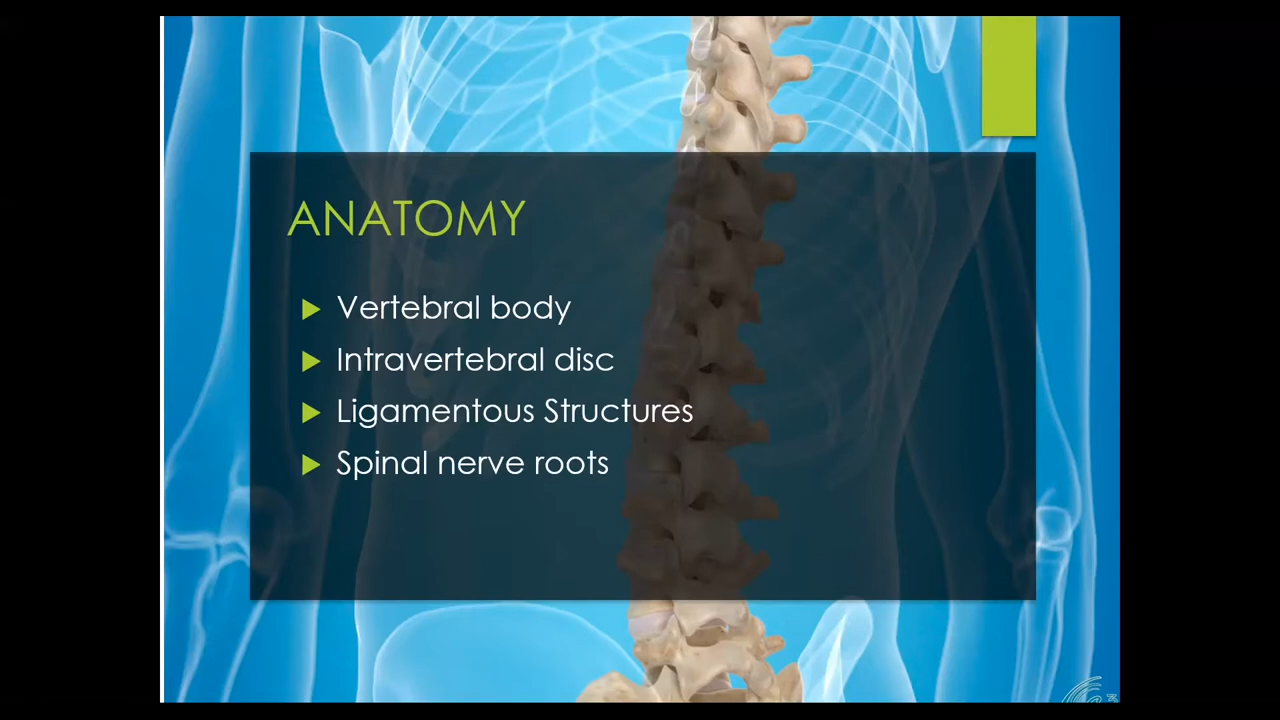 ANATOMY
Vertebral body
Intravertebral disc
Ligamentous Structures
Spinal nerve roots